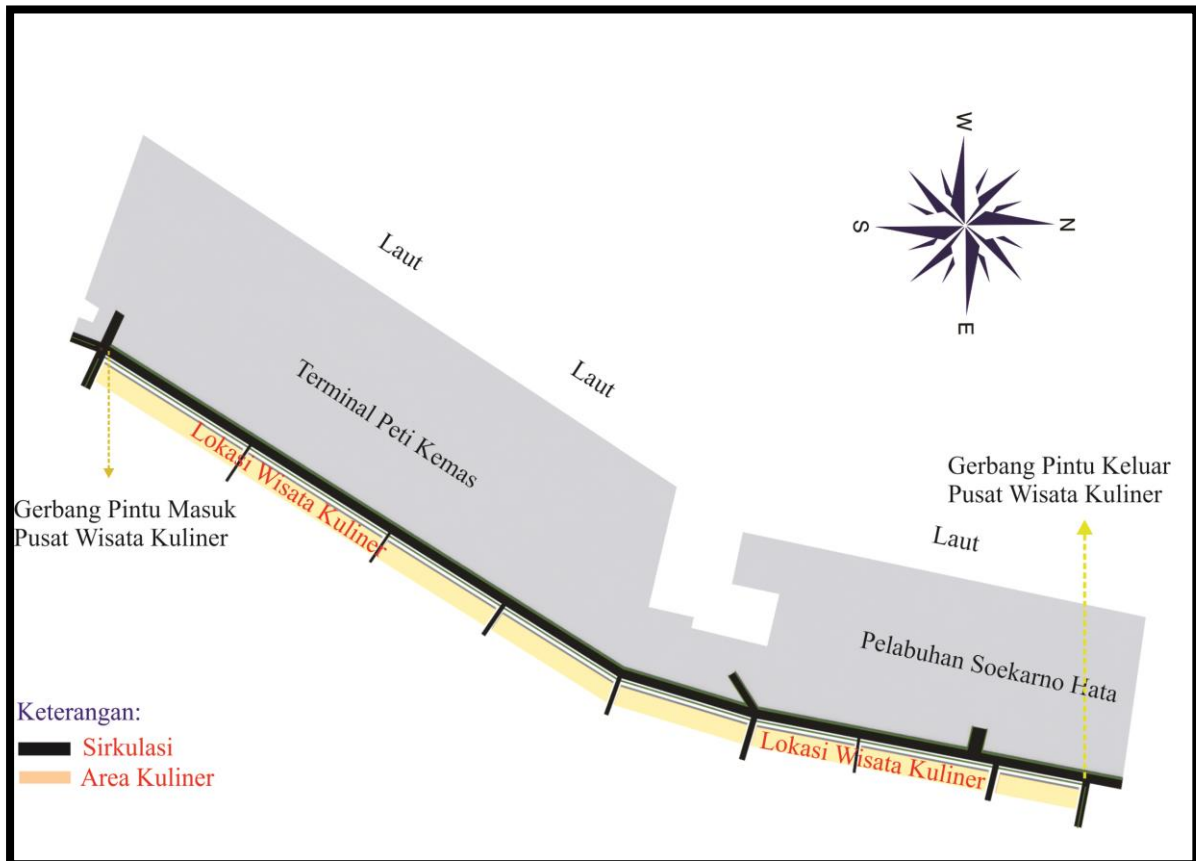 W
S
N
E
Laut
Laut
Terminal Peti Kemas
Lokasi Wisata Kuliner
Gerbang Pintu Masuk
Pusat Wisata Kuliner
Gerbang Pintu Keluar
Pusat Wisata Kuliner
Laut
Pelabuhan Soekarno Hata
Lokasi Wisata Kuliner
Keterangan:
Sirkulasi
Area Kuliner